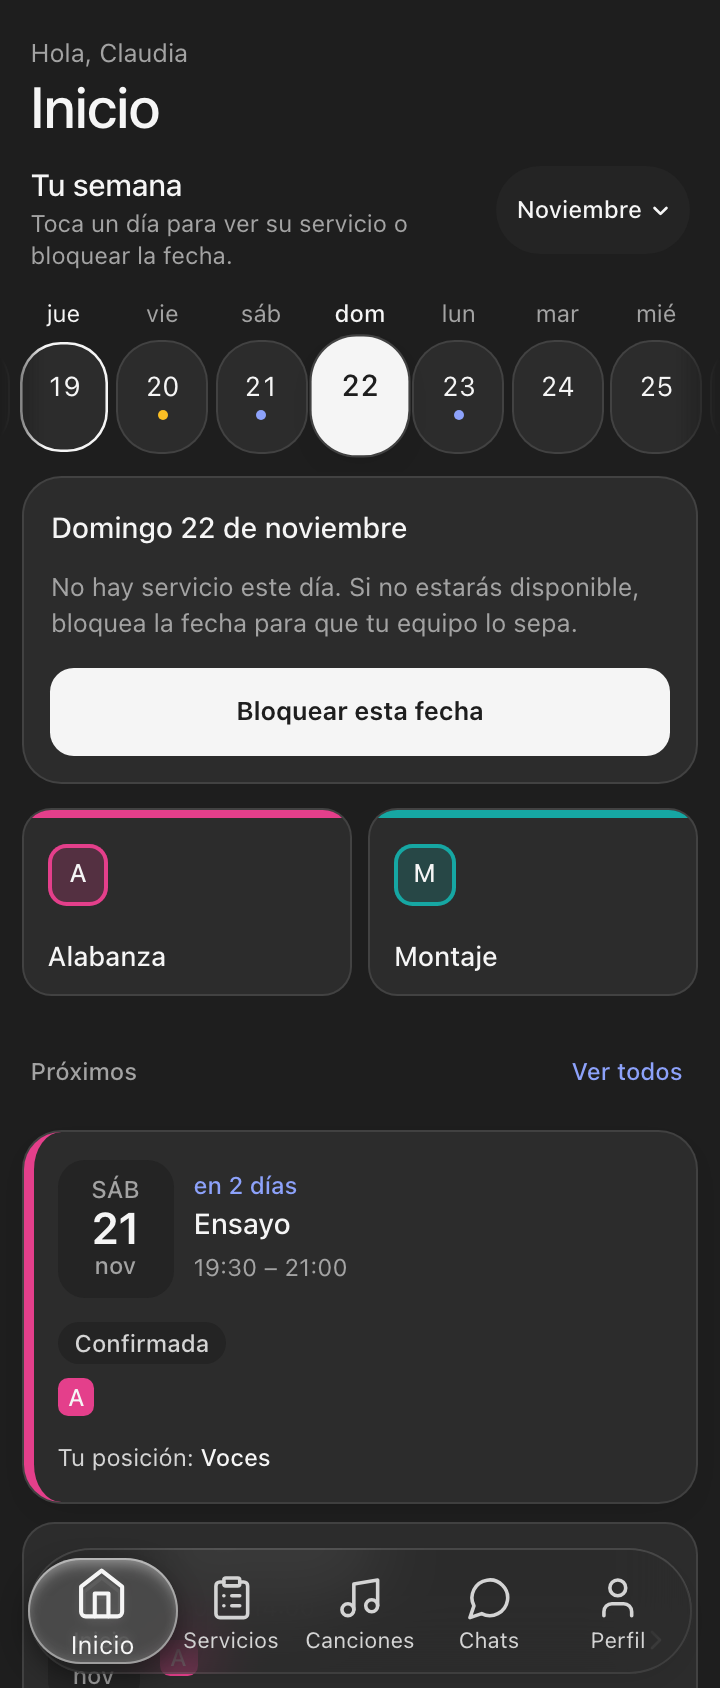 Hola, Claudia
Inicio
Tu semana
Toca un día para ver su servicio o
bloquear la fecha.
Noviembre
jue vie sáb dom lun mar mié
19 20 21 22 23 24 25
Domingo 22 de noviembre
No hay servicio este día. Si no estarás disponible,
bloquea la fecha para que tu equipo lo sepa.
Bloquear esta fecha
A
Alabanza
M
Montaje
Próximos
Ver todos
SÁB
21
nov
en 2 días
Ensayo
19:30 – 21:00
Confirmada
A
Tu posición: Voces
Inicio Servicios Canciones Chats Perfil
A
nov